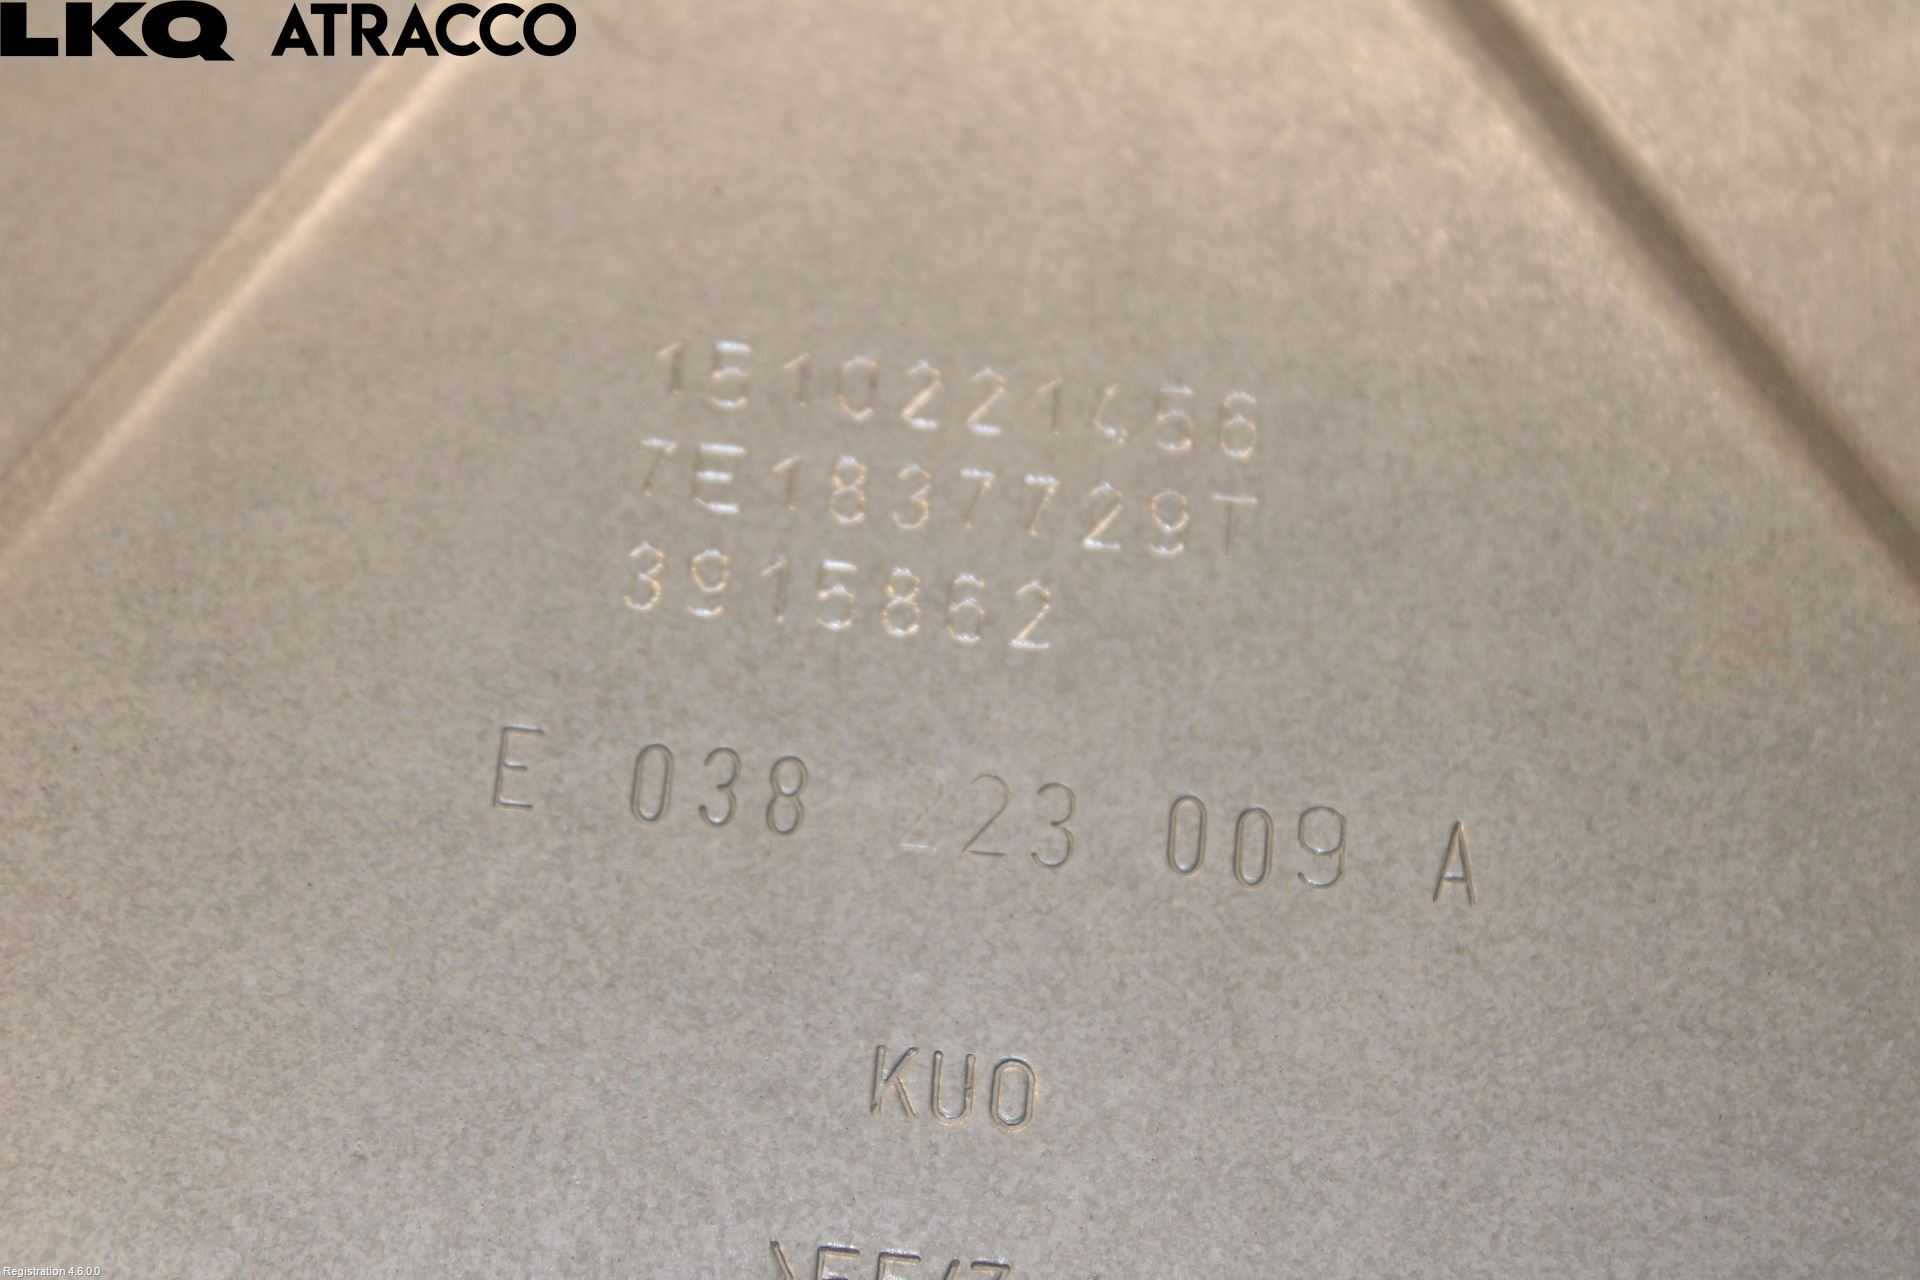 LKQ ATRACCO
1510221456
7E1837729T
3915862
E 038 223 009 A
KUO
Registration 4.6.0.0